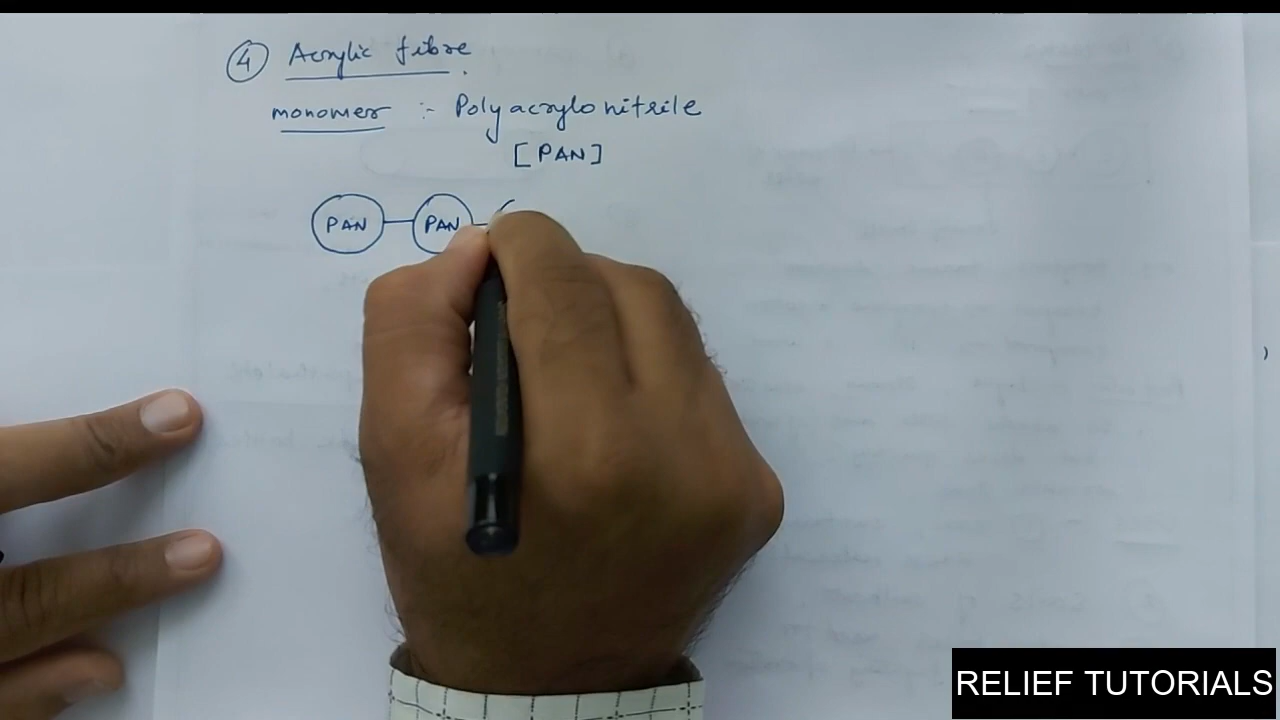 4 Acrylic fibre.
monomer :- Polyacrylonitrile
[PAN]
PAN PAN
RELIEF TUTORIALS